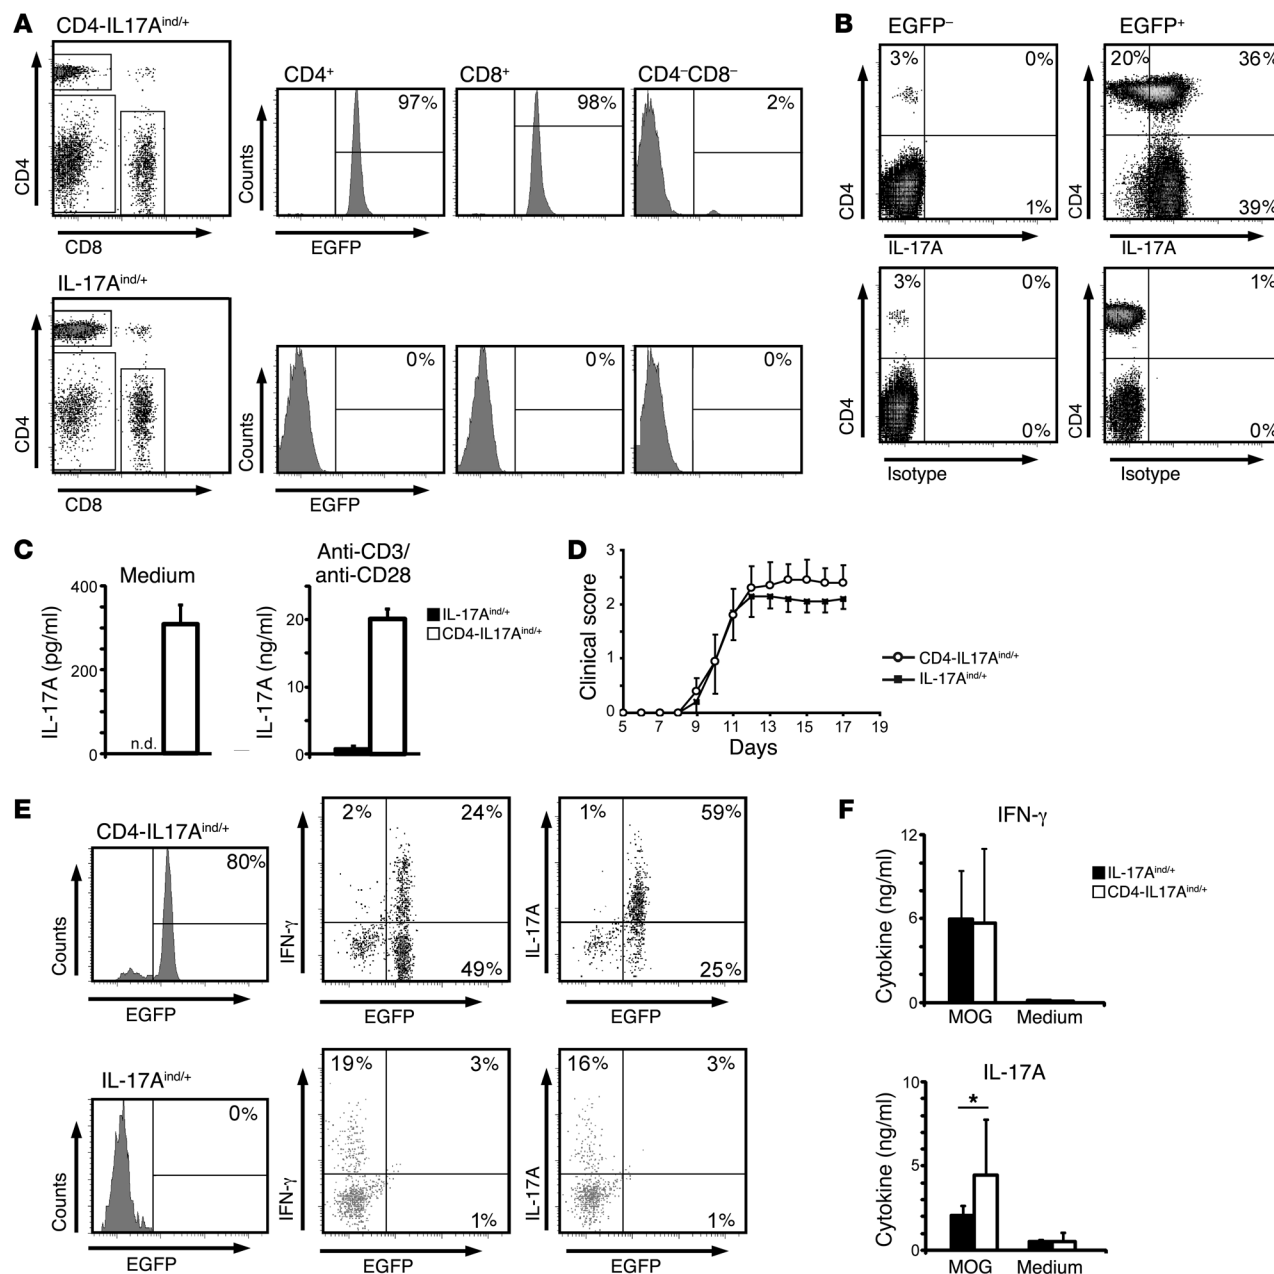 A
CD4-IL17Aind/+
CD4
CD8
CD4+
97%
Counts
EGFP
CD8+
98%
CD4–CD8–
2%
IL-17Aind/+
CD4
CD8
0%
Counts
EGFP
0%
0%
B
EGFP–
3%
0%
1%
CD4
IL-17A
EGFP+
20%
36%
39%
CD4
IL-17A
3%
0%
0%
CD4
Isotype
1%
0%
CD4
Isotype
C
Medium
IL-17A (pg/ml)
400
200
0
n.d.
Anti-CD3/
anti-CD28
IL-17A (ng/ml)
20
10
0
IL-17Aind/+
CD4-IL17Aind/+
D
Clinical score
3
2
1
0
5 7 9 11 13 15 17 19
Days
CD4-IL17Aind/+
IL-17Aind/+
E
CD4-IL17Aind/+
80%
Counts
EGFP
2%
24%
49%
IFN-γ
EGFP
1%
59%
25%
IL-17A
EGFP
IL-17Aind/+
0%
Counts
EGFP
19%
3%
1%
IFN-γ
EGFP
16%
3%
1%
IL-17A
EGFP
F
IFN-γ
Cytokine (ng/ml)
12
6
0
MOG Medium
IL-17Aind/+
CD4-IL17Aind/+
IL-17A
Cytokine (ng/ml)
10
5
0
*
MOG Medium